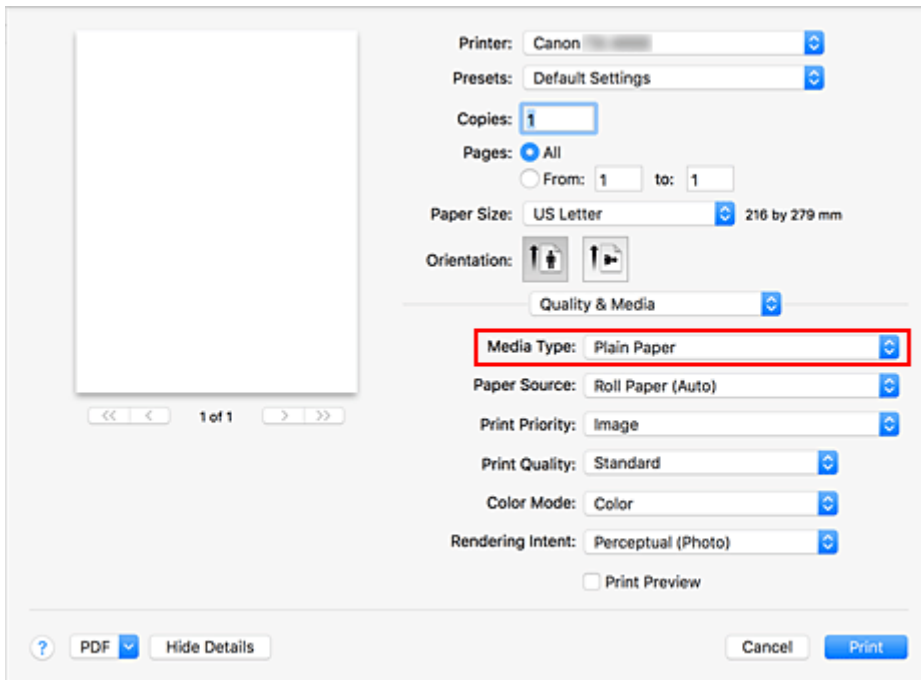 Printer: Canon
Presets: Default Settings
Copies: 1
Pages: All
From: 1 to: 1
Paper Size: US Letter 216 by 279 mm
Orientation:
Quality & Media
Media Type: Plain Paper
Paper Source: Roll Paper (Auto)
<< < 1 of 1 > >>
Print Priority: Image
Print Quality: Standard
Color Mode: Color
Rendering Intent: Perceptual (Photo)
Print Preview
? PDF Hide Details Cancel Print